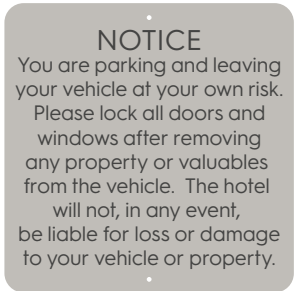 NOTICE
You are parking and leaving
your vehicle at your own risk.
Please lock all doors and
windows after removing
any property or valuables
from the vehicle.  The hotel
will not, in any event,
be liable for loss or damage
to your vehicle or property.